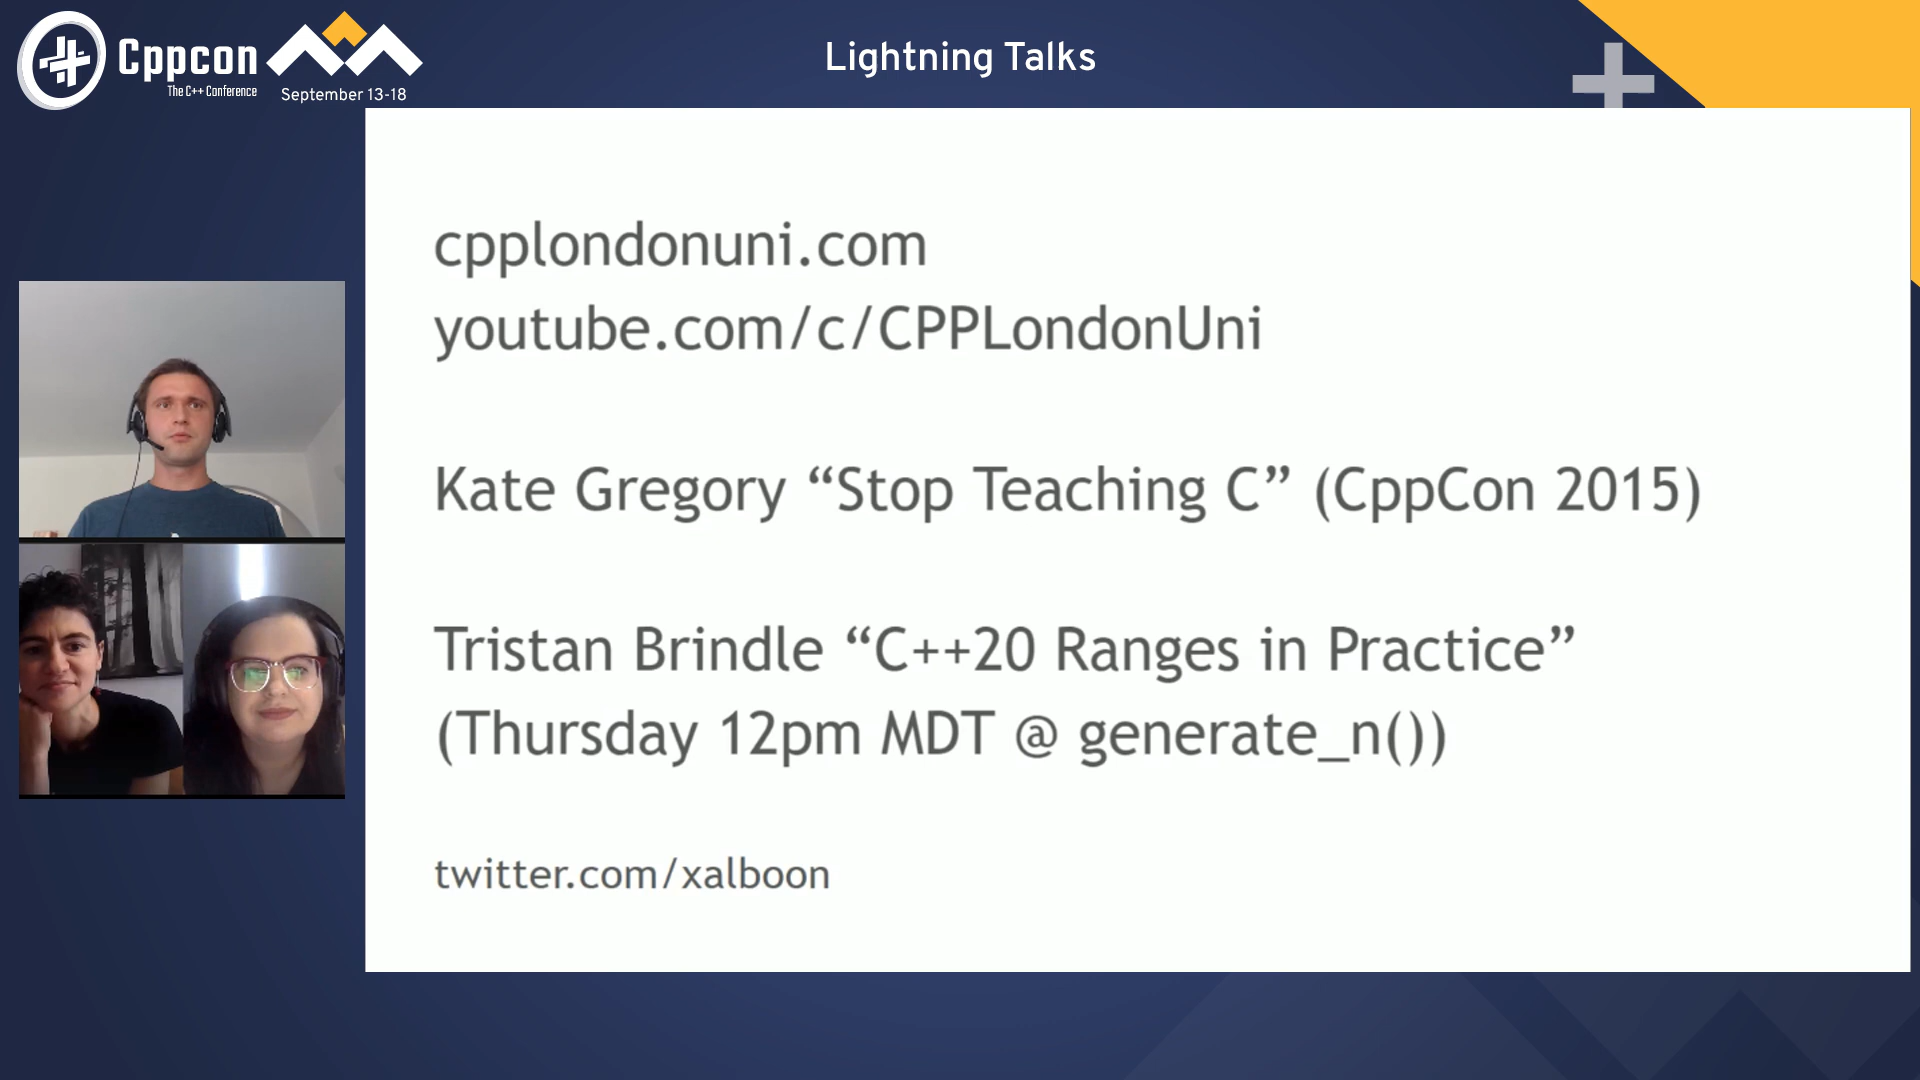 Cppcon
The C++ Conference
September 13-18
Lightning Talks
cpplondonuni.com
youtube.com/c/CPPLondonUni
Kate Gregory “Stop Teaching C” (CppCon 2015)
Tristan Brindle “C++20 Ranges in Practice”
(Thursday 12pm MDT @ generate_n())
twitter.com/xalboon